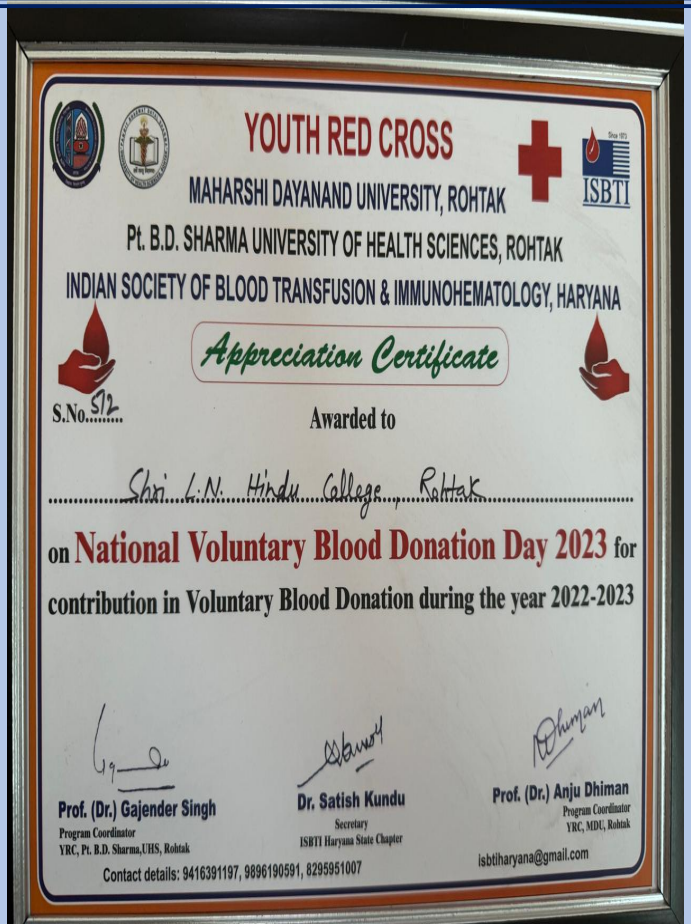 YOUTH RED CROSS
Since 1973
ISBTI
MAHARSHI DAYANAND UNIVERSITY, ROHTAK
Pt. B.D. SHARMA UNIVERSITY OF HEALTH SCIENCES, ROHTAK
INDIAN SOCIETY OF BLOOD TRANSFUSION & IMMUNOHEMATOLOGY, HARYANA
Appreciation Certificate
S.No. 512
Awarded to
Shri L.N. Hindu College, Rohtak
on National Voluntary Blood Donation Day 2023 for
contribution in Voluntary Blood Donation during the year 2022-2023
Dhiman
Prof. (Dr.) Gajender Singh
Program Coordinator
YRC, Pt. B.D. Sharma,UHS, Rohtak
Dr. Satish Kundu
Secretary
ISBTI Haryana State Chapter
Prof. (Dr.) Anju Dhiman
Program Coordinator
YRC, MDU, Rohtak
Contact details: 9416391197, 9896190591, 8295951007
isbtiharyana@gmail.com